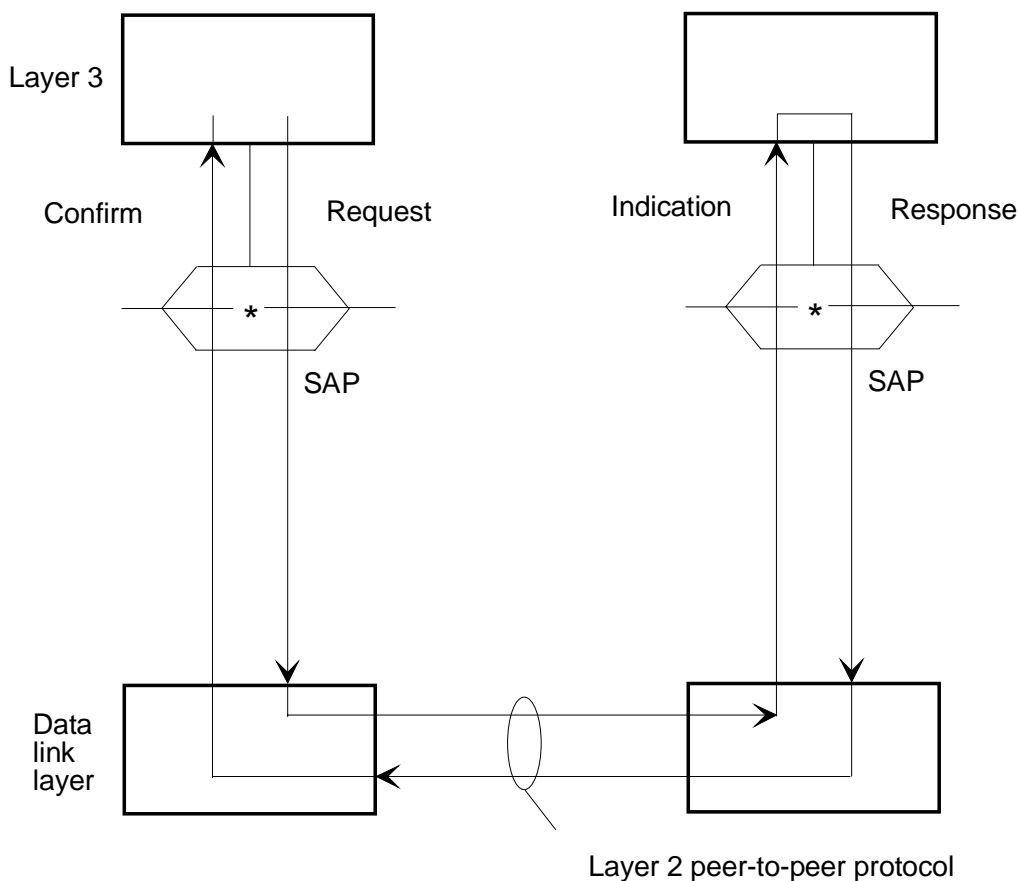 Layer 3
Confirm
Request
Indication
Response
*
*
SAP
SAP
Data
link
layer
Layer 2 peer-to-peer protocol